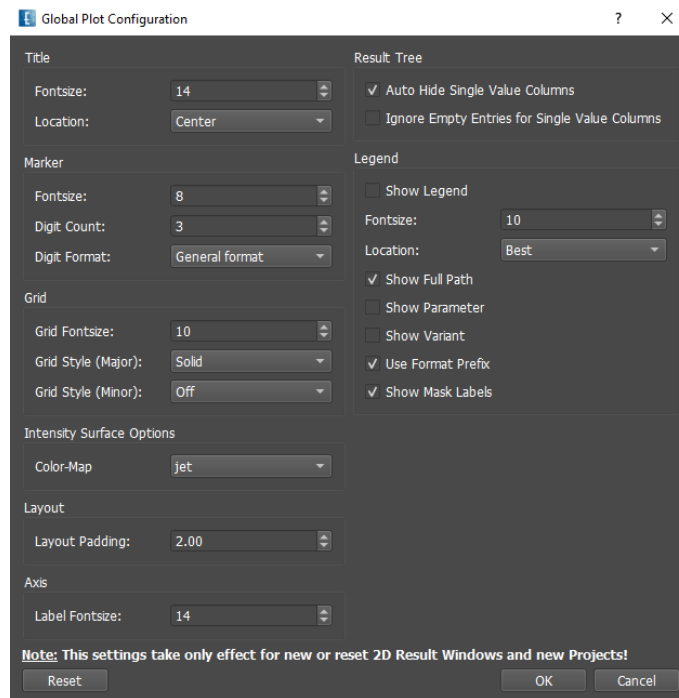 Global Plot Configuration
?
Title
Fontsize: 14
Location: Center
Marker
Fontsize: 8
Digit Count: 3
Digit Format: General format
Grid
Grid Fontsize: 10
Grid Style (Major): Solid
Grid Style (Minor): Off
Intensity Surface Options
Color-Map jet
Layout
Layout Padding: 2.00
Axis
Label Fontsize: 14
Result Tree
Auto Hide Single Value Columns
Ignore Empty Entries for Single Value Columns
Legend
Show Legend
Fontsize: 10
Location: Best
Show Full Path
Show Parameter
Show Variant
Use Format Prefix
Show Mask Labels
Note: This settings take only effect for new or reset 2D Result Windows and new Projects!
Reset OK Cancel